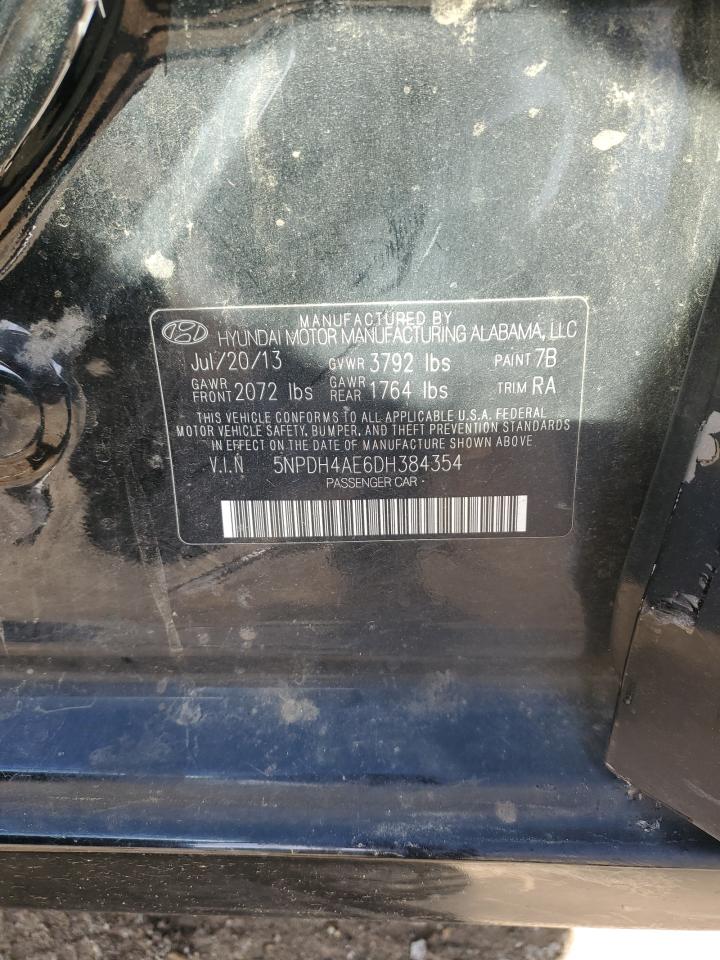 MANUFACTURED BY
HYUNDAI MOTOR MANUFACTURING ALABAMA, LLC
Jul/20/13 GVWR 3792 lbs PAINT 7B
GAWR FRONT 2072 lbs GAWR REAR 1764 lbs TRIM RA
THIS VEHICLE CONFORMS TO ALL APPLICABLE U.S.A. FEDERAL
MOTOR VEHICLE SAFETY, BUMPER, AND THEFT PREVENTION STANDARDS
IN EFFECT ON THE DATE OF MANUFACTURE SHOWN ABOVE.
V.I.N 5NPDH4AE6DH384354
PASSENGER CAR